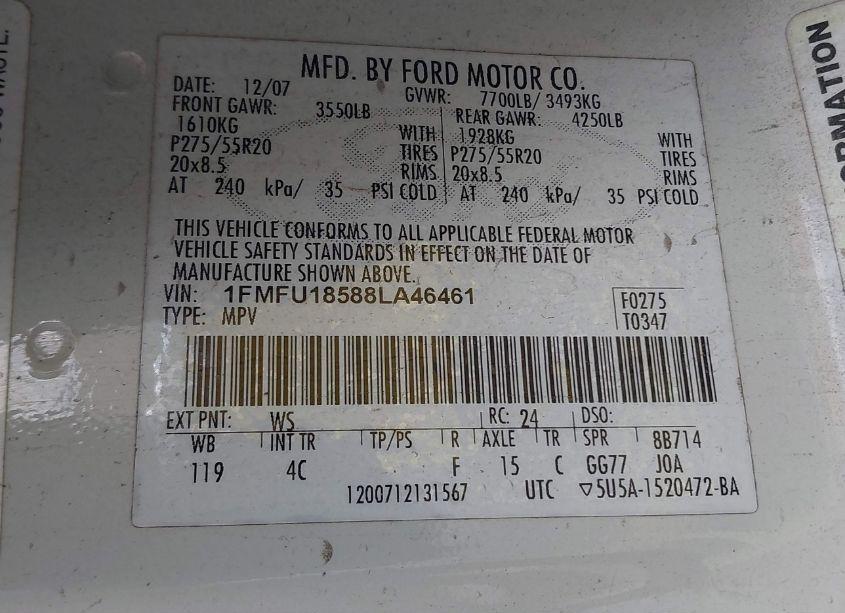 MFD. BY FORD MOTOR CO.
DATE: 12/07 GVWR: 7700LB/ 3493KG
FRONT GAWR: 3550LB REAR GAWR: 4250LB
1610KG WITH 1928KG WITH
P275/55R20 TIRES P275/55R20 TIRES
20x8.5 RIMS 20x8.5 RIMS
AT 240 kPa/ 35 PSI COLD AT 240 kPa/ 35 PSI COLD
THIS VEHICLE CONFORMS TO ALL APPLICABLE FEDERAL MOTOR
VEHICLE SAFETY STANDARDS IN EFFECT ON THE DATE OF
MANUFACTURE SHOWN ABOVE.
VIN: 1FMFU18588LA46461 F0275
TYPE: MPV T0347
EXT PNT: WS RC: 24 DSO:
WB INT TR TP/PS R AXLE TR SPR 8B714
119 4C F 15 C GG77 J0A
1200712131567 UTC ▽5U5A-1520472-BA